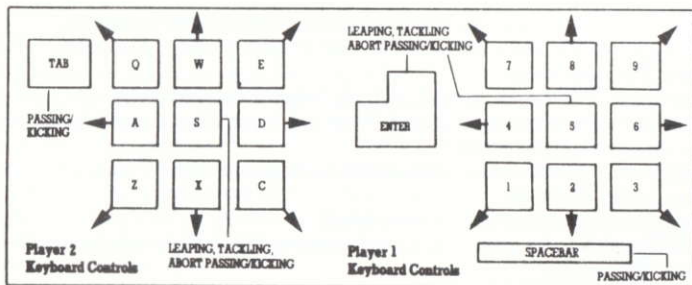 TAB
Q
W
E
PASSING/
KICKING
A
S
D
Z
X
C
Player 2
Keyboard Controls
LEAPING, TACKLING,
ABORT PASSING/KICKING
LEAPING, TACKLING
ABORT PASSING/KICKING
ENTER
7
8
9
4
5
6
1
2
3
Player 1
Keyboard Controls
SPACEBAR
PASSING/KICKING